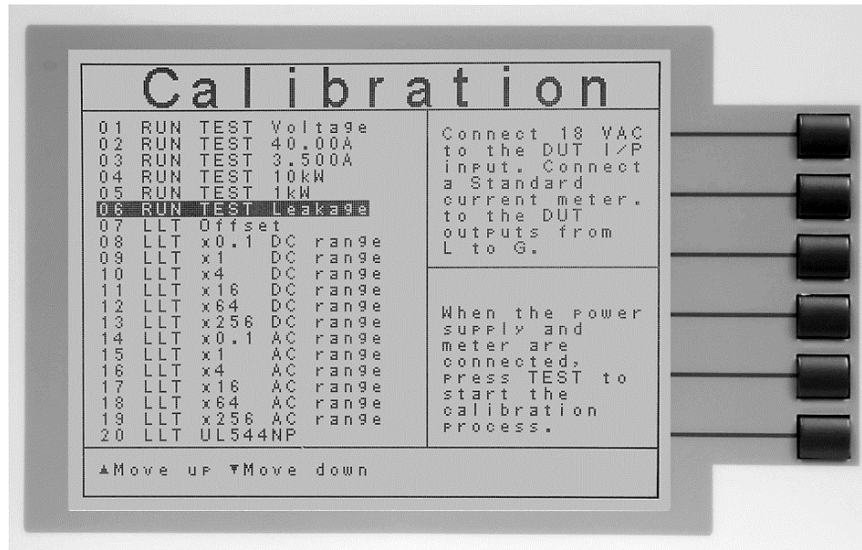 Calibration
01 RUN TEST Voltage
02 RUN TEST 40.00A
03 RUN TEST 3.500A
04 RUN TEST 10kW
05 RUN TEST 1kW
06 RUN TEST Leakage
07 LLT Offset
08 LLT x0.1 DC range
09 LLT x1 DC range
10 LLT x4 DC range
11 LLT x16 DC range
12 LLT x64 DC range
13 LLT x256 DC range
14 LLT x0.1 AC range
15 LLT x1 AC range
16 LLT x4 AC range
17 LLT x16 AC range
18 LLT x64 AC range
19 LLT x256 AC range
20 LLT UL544NP
Connect 18 VAC
to the DUT I/P
input. Connect
a Standard
current meter.
to the DUT
outputs from
L to G.
When the power
supply and
meter are
connected,
press TEST to
start the
calibration
process.
▲Move up ▼Move down